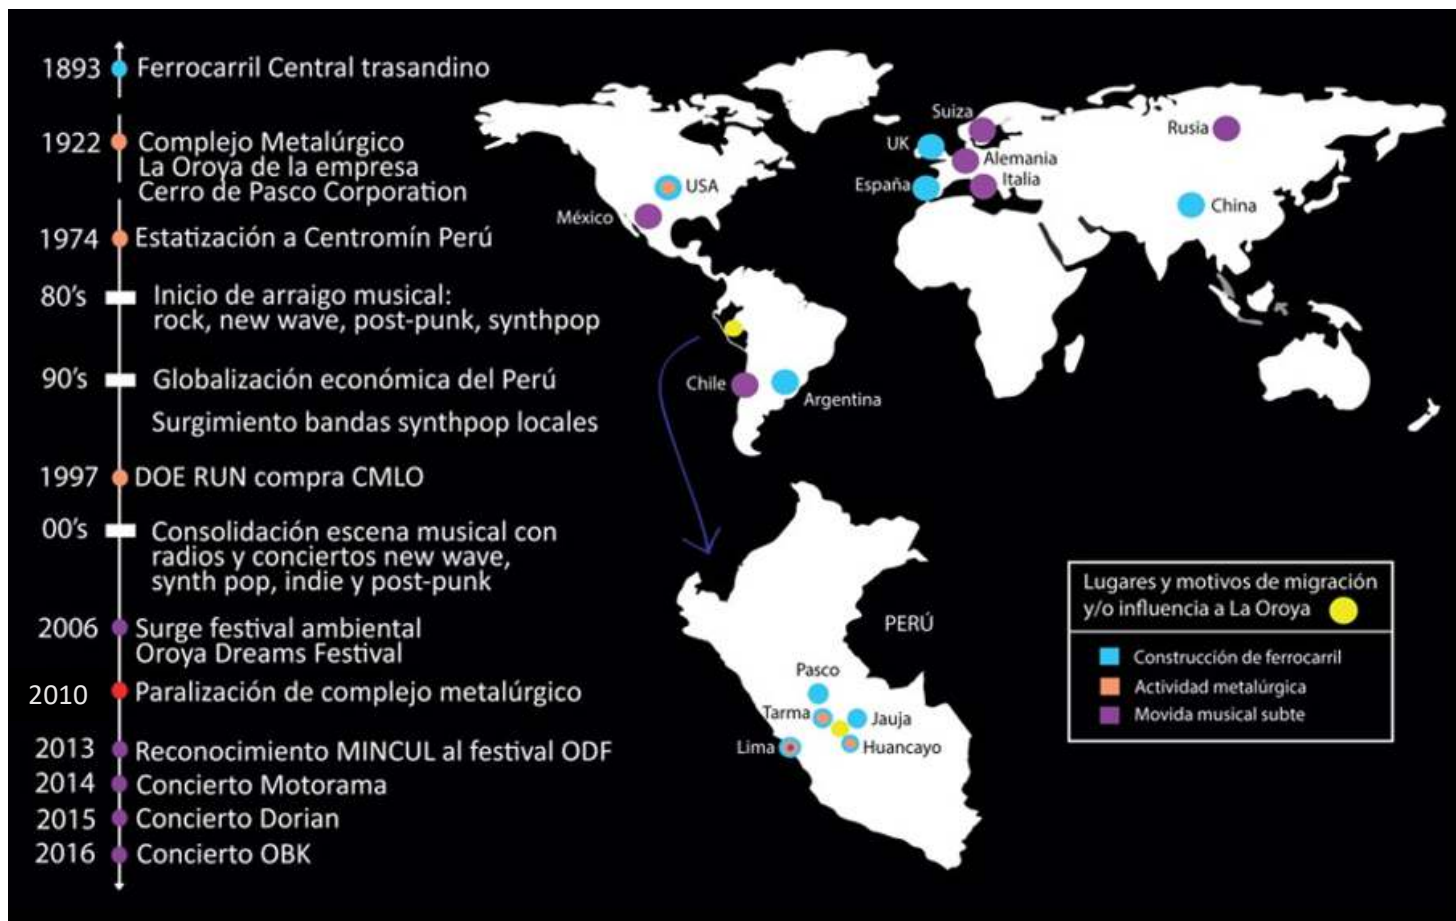 1893 Ferrocarril Central trasandino
1922 Complejo Metalúrgico
La Oroya de la empresa
Cerro de Pasco Corporation
1974 Estatización a Centromín Perú
80's Inicio de arraigo musical:
rock, new wave, post-punk, synthpop
90's Globalización económica del Perú
Surgimiento bandas synthpop locales
1997 DOE RUN compra CMLO
00's Consolidación escena musical con
radios y conciertos new wave,
synth pop, indie y post-punk
2006 Surge festival ambiental
Oroya Dreams Festival
2010 Paralización de complejo metalúrgico
2013 Reconocimiento MINCUL al festival ODF
2014 Concierto Motorama
2015 Concierto Dorian
2016 Concierto OBK
USA
México
Chile
Argentina
Suiza
UK
Alemania
España
Italia
Rusia
China
PERÚ
Pasco
Tarma
Jauja
Lima
Huancayo
Lugares y motivos de migración
y/o influencia a La Oroya
Construcción de ferrocarril
Actividad metalúrgica
Movida musical subte